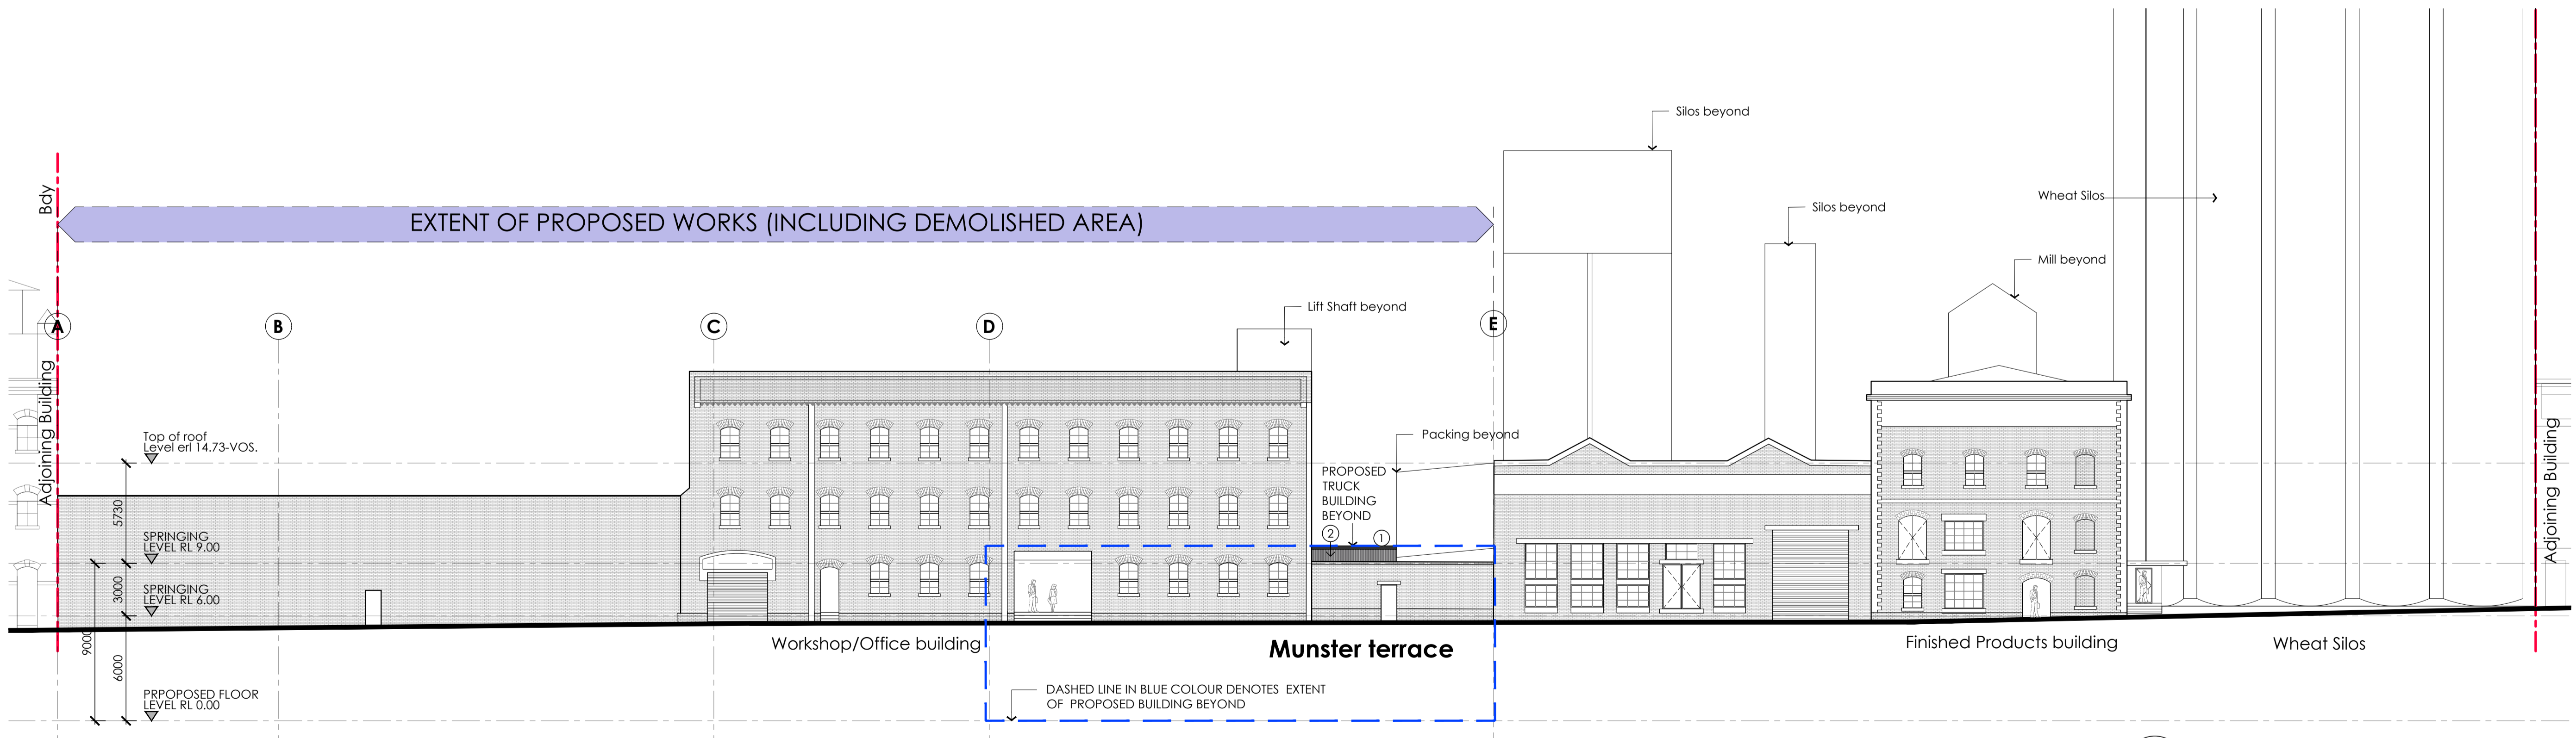 Silos beyond
Bdy
EXTENT OF PROPOSED WORKS (INCLUDING DEMOLISHED AREA)
Wheat Silos
Silos beyond
Mill beyond
Lift Shaft beyond
A
B
C
D
E
Adjoining Building
Top of roof
Level erl 14.73-VOS.
Packing beyond
Adjoining Building
PROPOSED
TRUCK
BUILDING
BEYOND
2
1
5730
SPRINGING
LEVEL RL 9.00
3000
SPRINGING
LEVEL RL 6.00
9000
6000
Workshop/Office building
Munster terrace
Finished Products building
Wheat Silos
PRPOPOSED FLOOR
LEVEL RL 0.00
DASHED LINE IN BLUE COLOUR DENOTES EXTENT
OF PROPOSED BUILDING BEYOND